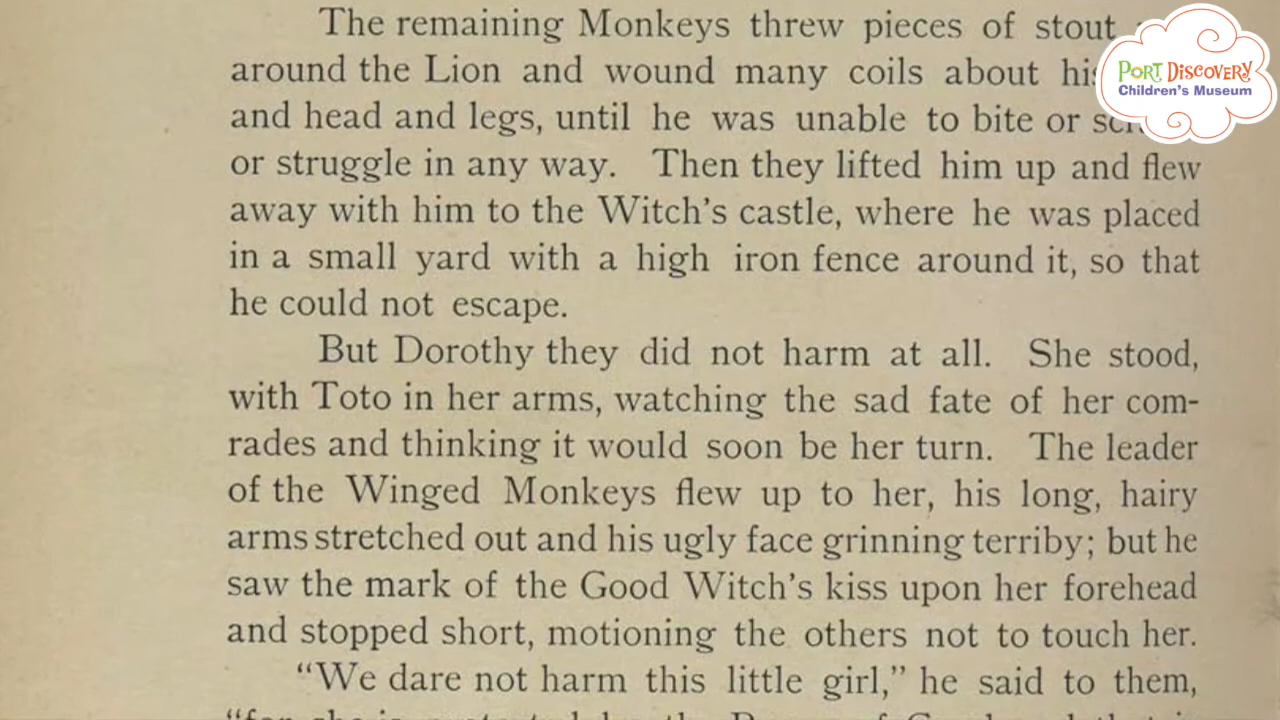 The remaining Monkeys threw pieces of stout
around the Lion and wound many coils about his
and head and legs, until he was unable to bite or
or struggle in any way. Then they lifted him up and flew
away with him to the Witch's castle, where he was placed
in a small yard with a high iron fence around it, so that
he could not escape.
But Dorothy they did not harm at all. She stood,
with Toto in her arms, watching the sad fate of her com-
rades and thinking it would soon be her turn. The leader
of the Winged Monkeys flew up to her, his long, hairy
arms stretched out and his ugly face grinning terriby; but he
saw the mark of the Good Witch's kiss upon her forehead
and stopped short, motioning the others not to touch her.
"We dare not harm this little girl," he said to them,
PORT DISCOVERY
Children's Museum